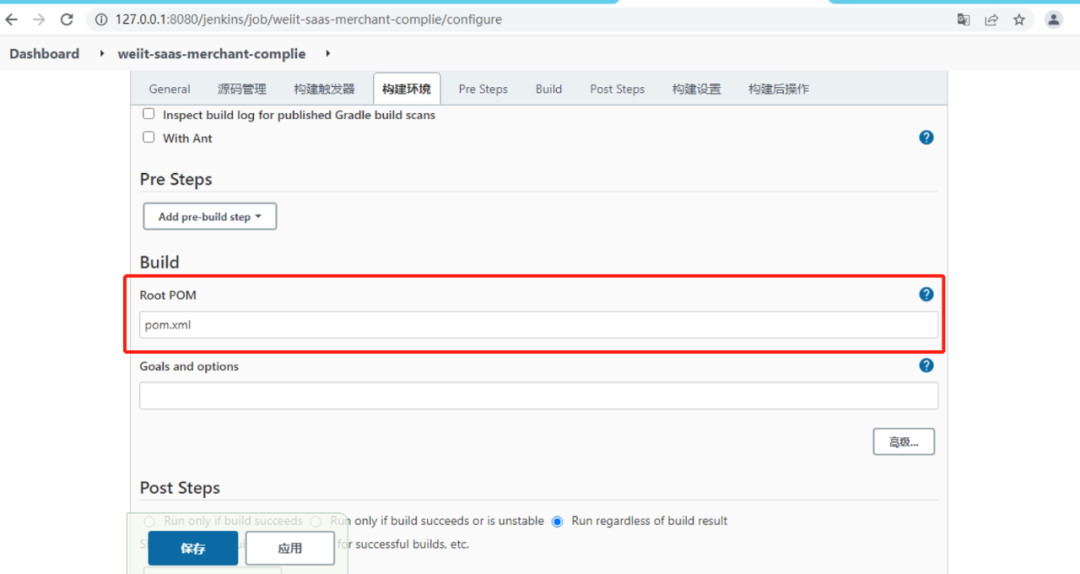 127.0.0.1:8080/jenkins/job/weiit-saas-merchant-complie/configure
Dashboard weiit-saas-merchant-complie
General 源码管理 构建触发器 构建环境 Pre Steps Build Post Steps 构建设置 构建后操作
Inspect build log for published Gradle build scans
With Ant
Pre Steps
Add pre-build step
Build
Root POM
pom.xml
Goals and options
高级...
Post Steps
Run only if build succeeds Run only if build succeeds or is unstable Run regardless of build result
for successful builds, etc.
保存 应用